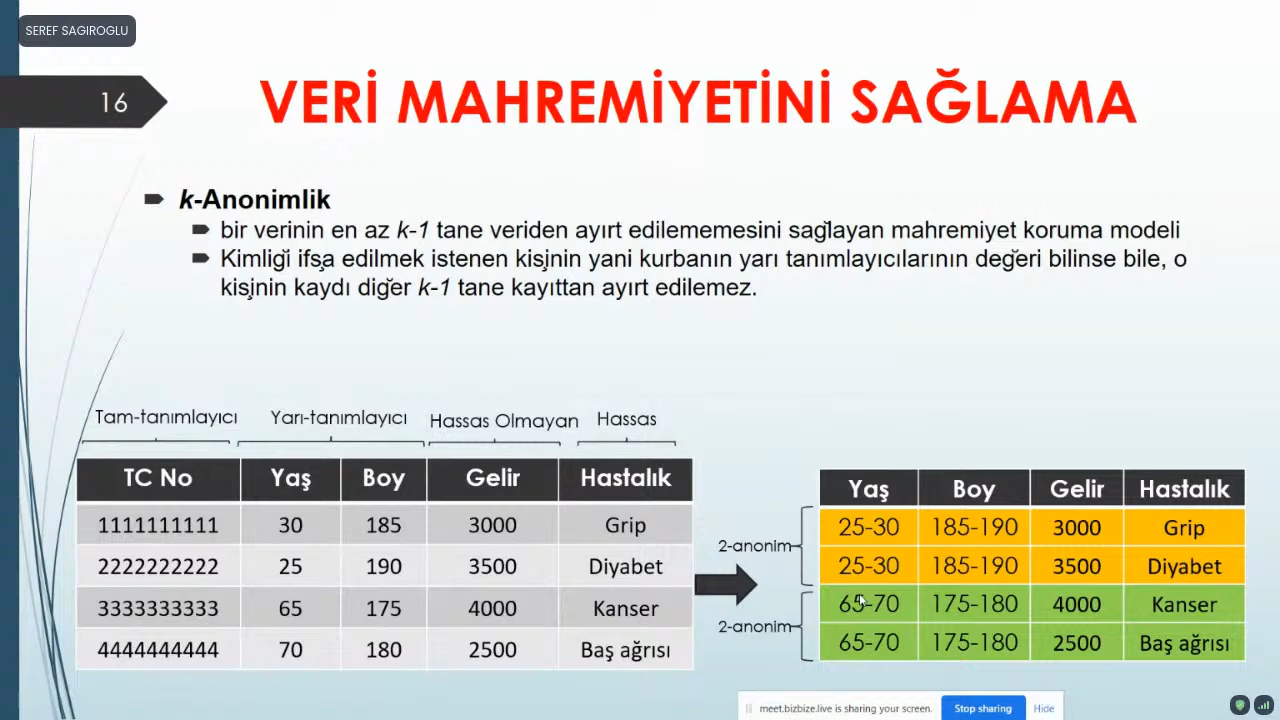 SEREF SAGIROGLU
16
VERİ MAHREMİYETİNİ SAĞLAMA
k-Anonimlik
bir verinin en az k-1 tane veriden ayırt edilememesini sağlayan mahremiyet koruma modeli
Kimliği ifşa edilmek istenen kişinin yani kurbanın yarı tanımlayıcılarının değeri bilinse bile, o
kişinin kaydı diğer k-1 tane kayıttan ayırt edilemez.
Tam-tanımlayıcı Yarı-tanımlayıcı Hassas Olmayan Hassas
TC No Yaş Boy Gelir Hastalık
1111111111 30 185 3000 Grip
2222222222 25 190 3500 Diyabet
3333333333 65 175 4000 Kanser
4444444444 70 180 2500 Baş ağrısı
Yaş Boy Gelir Hastalık
2-anonim
25-30 185-190 3000 Grip
25-30 185-190 3500 Diyabet
2-anonim
65-70 175-180 4000 Kanser
65-70 175-180 2500 Baş ağrısı
meet.bizbize.live is sharing your screen. Stop sharing Hide